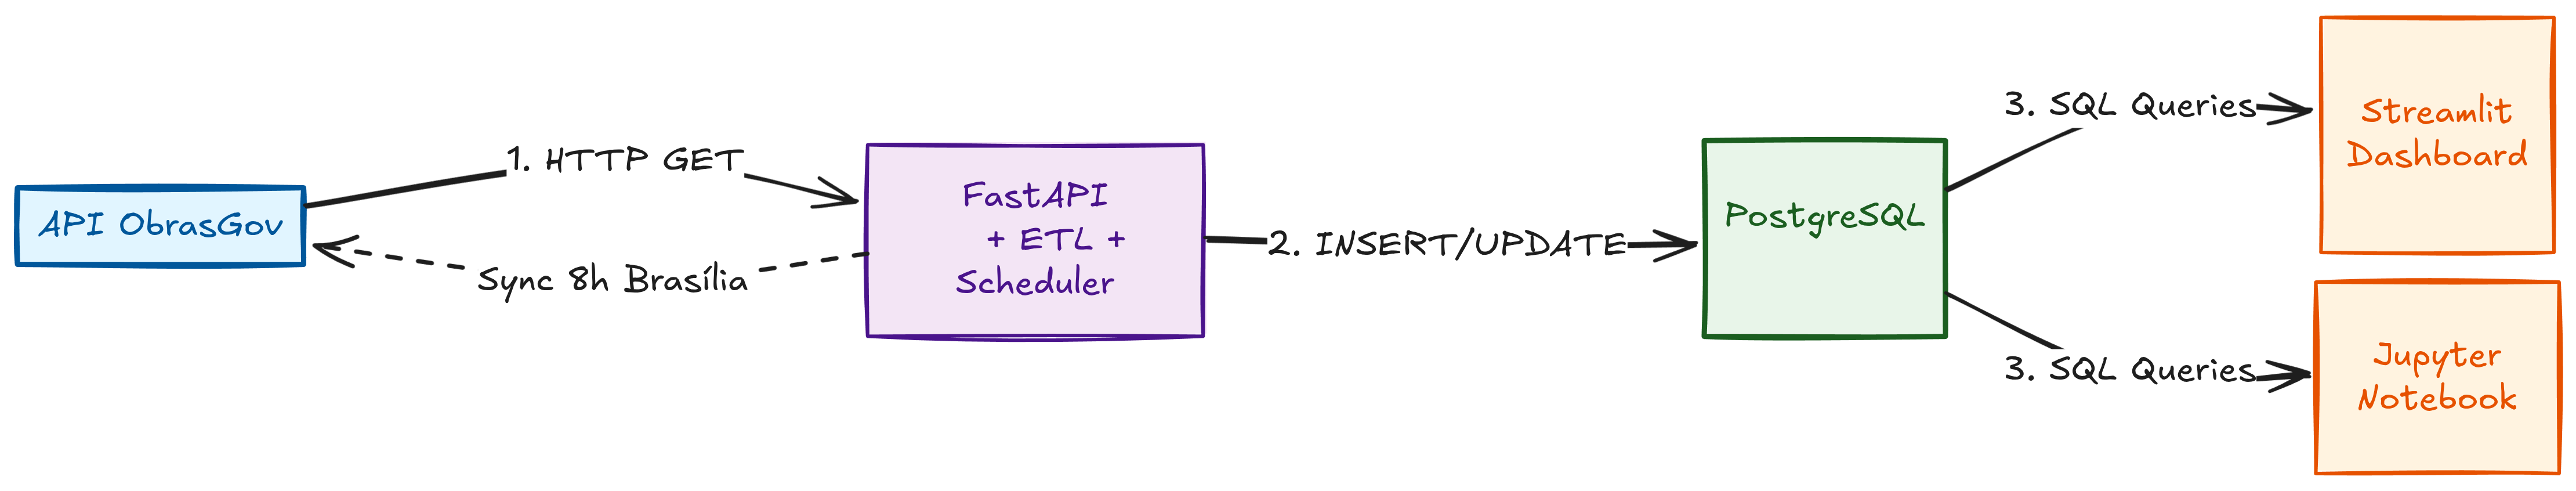 API ObrasGov
1. HTTP GET
Sync 8h Brasília
FastAPI
+ ETL +
Scheduler
2. INSERT/UPDATE
PostgreSQL
3. SQL Queries
Streamlit
Dashboard
3. SQL Queries
Jupyter
Notebook